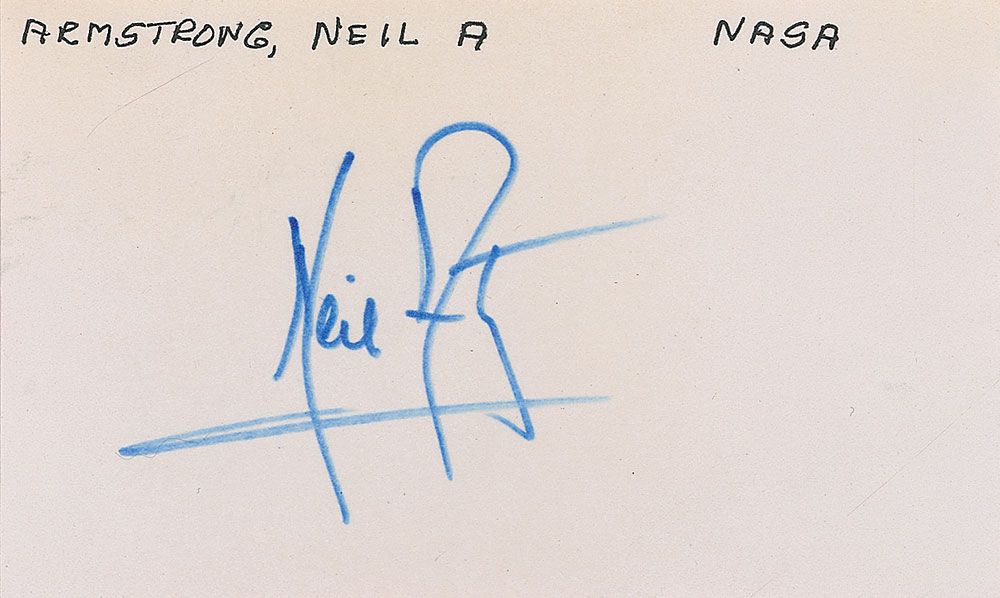 ARMSTRONG, NEIL A NASA
Neil